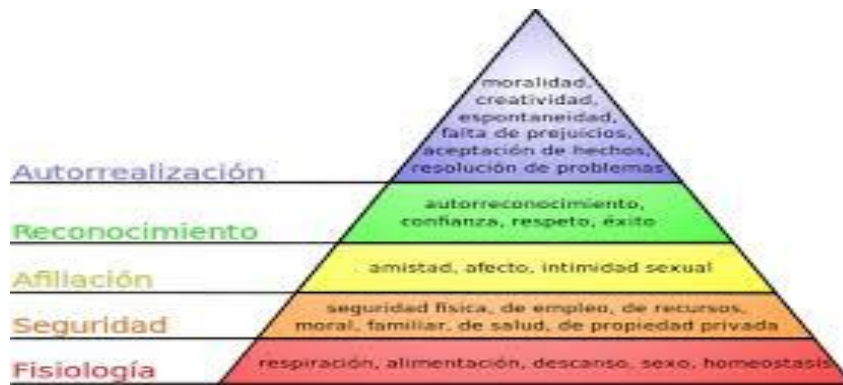 moralidad,
creatividad,
espontaneidad,
falta de prejuicios,
aceptación de hechos,
resolución de problemas
Autorrealización
autorreconocimiento,
confianza, respeto, éxito
Reconocimiento
amistad, afecto, intimidad sexual
Afiliación
seguridad física, de empleo, de recursos,
moral, familiar, de salud, de propiedad privada
Seguridad
respiración, alimentación, descanso, sexo, homeostasis
Fisiología